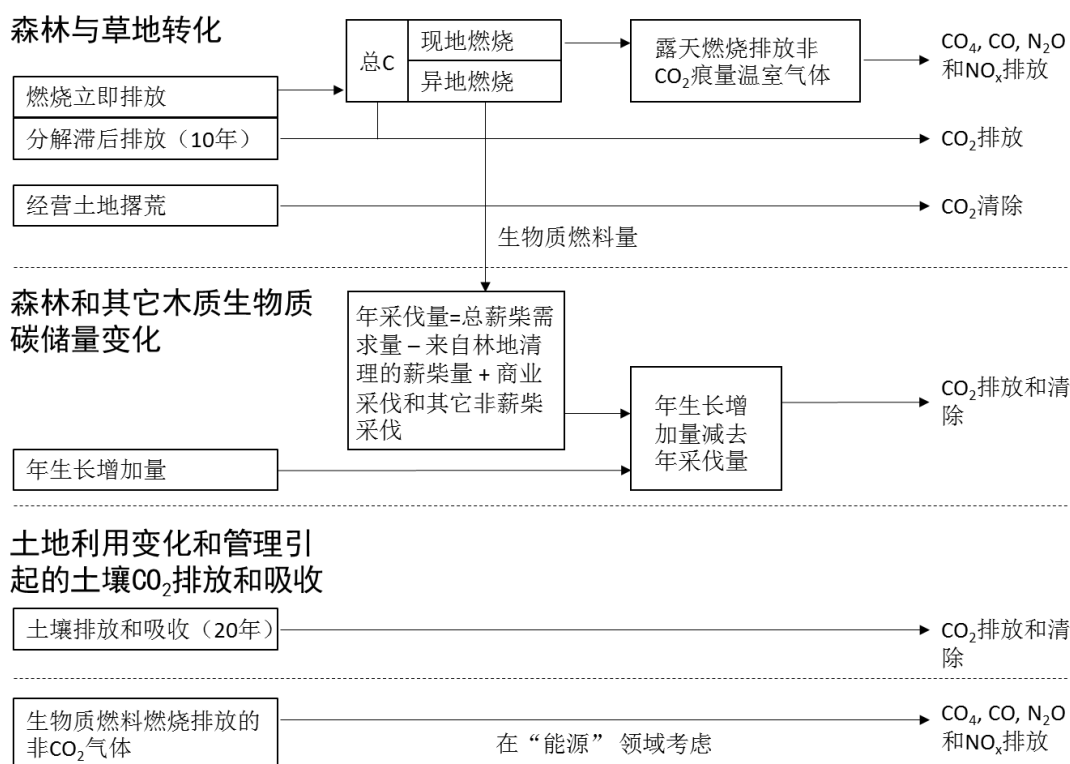 森林与草地转化
燃烧立即排放
分解滞后排放（10年）
总C
现地燃烧
异地燃烧
露天燃烧排放非
CO₂痕量温室气体
CO₄, CO, N₂O
和NOₓ排放
CO₂排放
经营土地撂荒
CO₂清除
生物质燃料量
森林和其它木质生物质
碳储量变化
年采伐量=总薪柴需
求量 – 来自林地清
理的薪柴量 + 商业
采伐和其它非薪柴
采伐
年生长增
加量减去
年采伐量
CO₂排放和清
除
年生长增加量
土地利用变化和管理引
起的土壤CO₂排放和吸收
土壤排放和吸收（20年）
CO₂排放和清
除
生物质燃料燃烧排放的
非CO₂气体
在“能源” 领域考虑
CO₄, CO, N₂O
和NOₓ排放